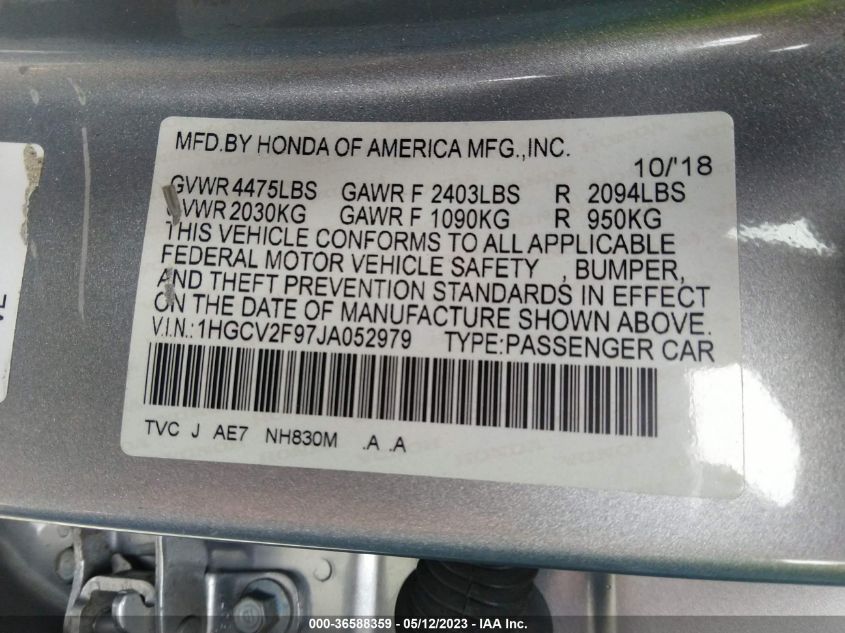 MFD.BY HONDA OF AMERICA MFG.,INC.
10/'18
GVWR 4475LBS GAWR F 2403LBS R 2094LBS
GVWR 2030KG GAWR F 1090KG R 950KG
THIS VEHICLE CONFORMS TO ALL APPLICABLE
FEDERAL MOTOR VEHICLE SAFETY , BUMPER,
AND THEFT PREVENTION STANDARDS IN EFFECT
ON THE DATE OF MANUFACTURE SHOWN ABOVE.
V.I.N.:1HGCV2F97JA052979 TYPE:PASSENGER CAR
TVC J AE7 NH830M .A .A
000-36588359 - 05/12/2023 - IAA Inc.